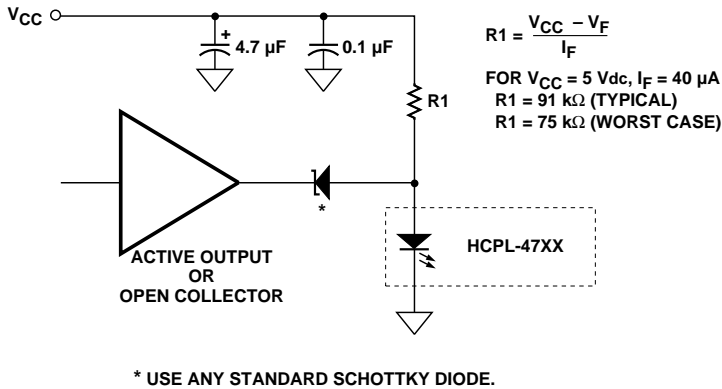 VCC
+
4.7 µF
0.1 µF
R1 = VCC – VF / IF
FOR VCC = 5 Vdc, IF = 40 µA
R1 = 91 kΩ (TYPICAL)
R1 = 75 kΩ (WORST CASE)
R1
*
ACTIVE OUTPUT
OR
OPEN COLLECTOR
HCPL-47XX
* USE ANY STANDARD SCHOTTKY DIODE.